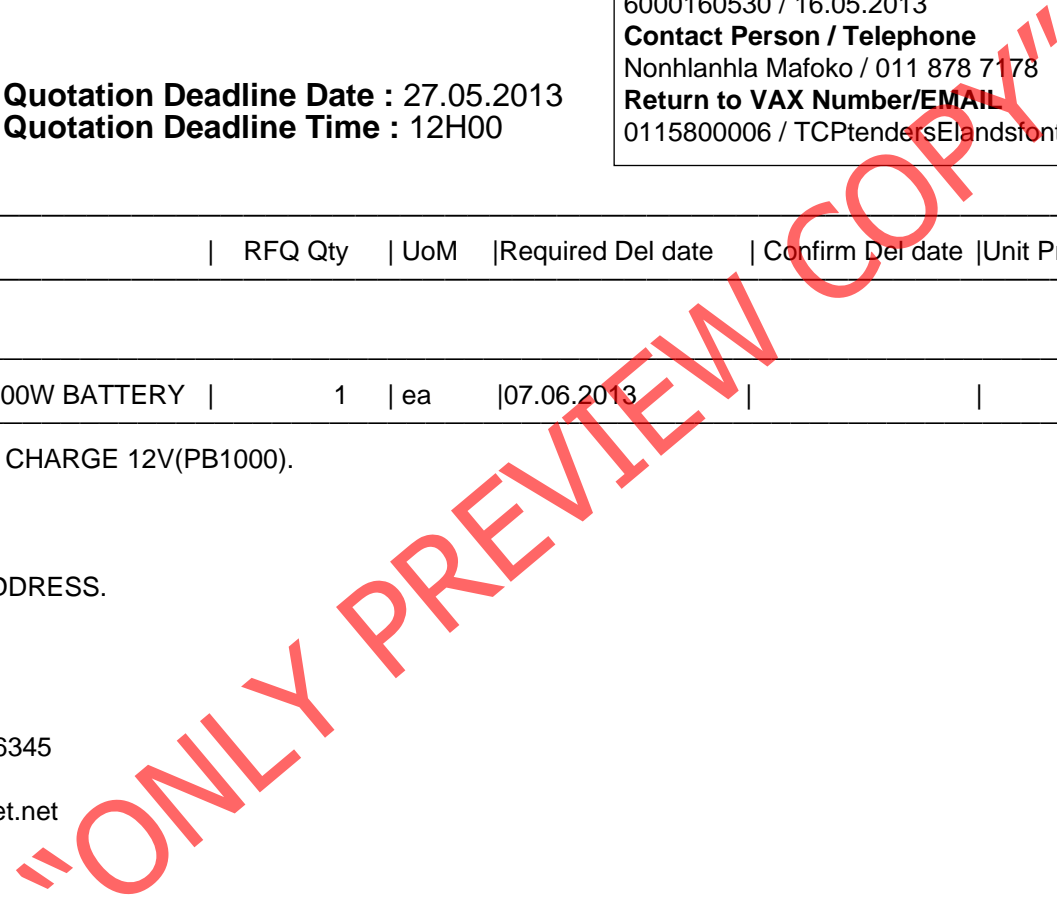 6000160530 / 16.05.2013
Contact Person / Telephone
Nonhlanhla Mafoko / 011 878 7178
Quotation Deadline Date : 27.05.2013
Return to VAX Number/EMAIL
Quotation Deadline Time : 12H00
0115800006 / TCPtendersElandsfont
| RFQ Qty | UoM |Required Del date | Confirm Del date |Unit Pr
00W BATTERY | 1 | ea |07.06.2013 | |
CHARGE 12V(PB1000).
DDRESS.
6345
et.net
"ONLY PREVIEW COPY"